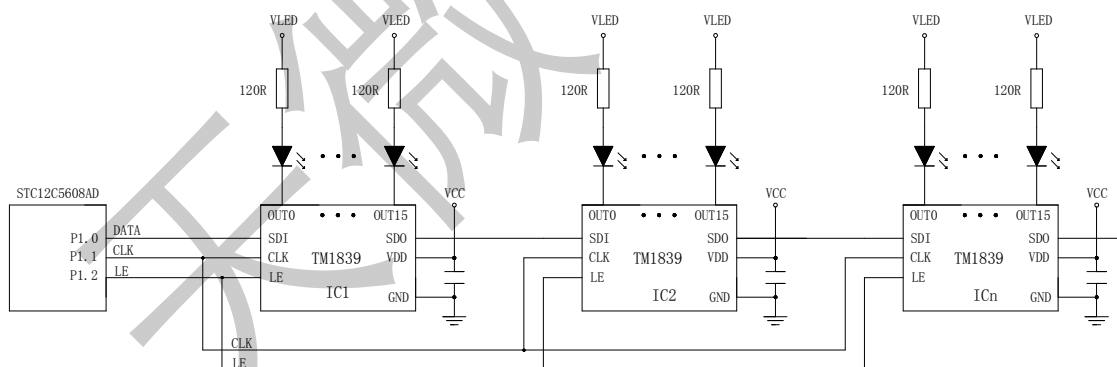 VLED VLED VLED VLED VLED VLED
120R 120R 120R 120R 120R 120R
STC12C5608AD VCC VCC VCC
OUT0 OUT15 OUT0 OUT15 OUT0 OUT15
P1.0 DATA SDI SDO SDI SDO SDI SDO
P1.1 CLK CLK TM1839 VDD CLK TM1839 VDD CLK TM1839 VDD
P1.2 LE LE LE LE
IC1 GND IC2 GND ICn GND
CLK
LE
天微